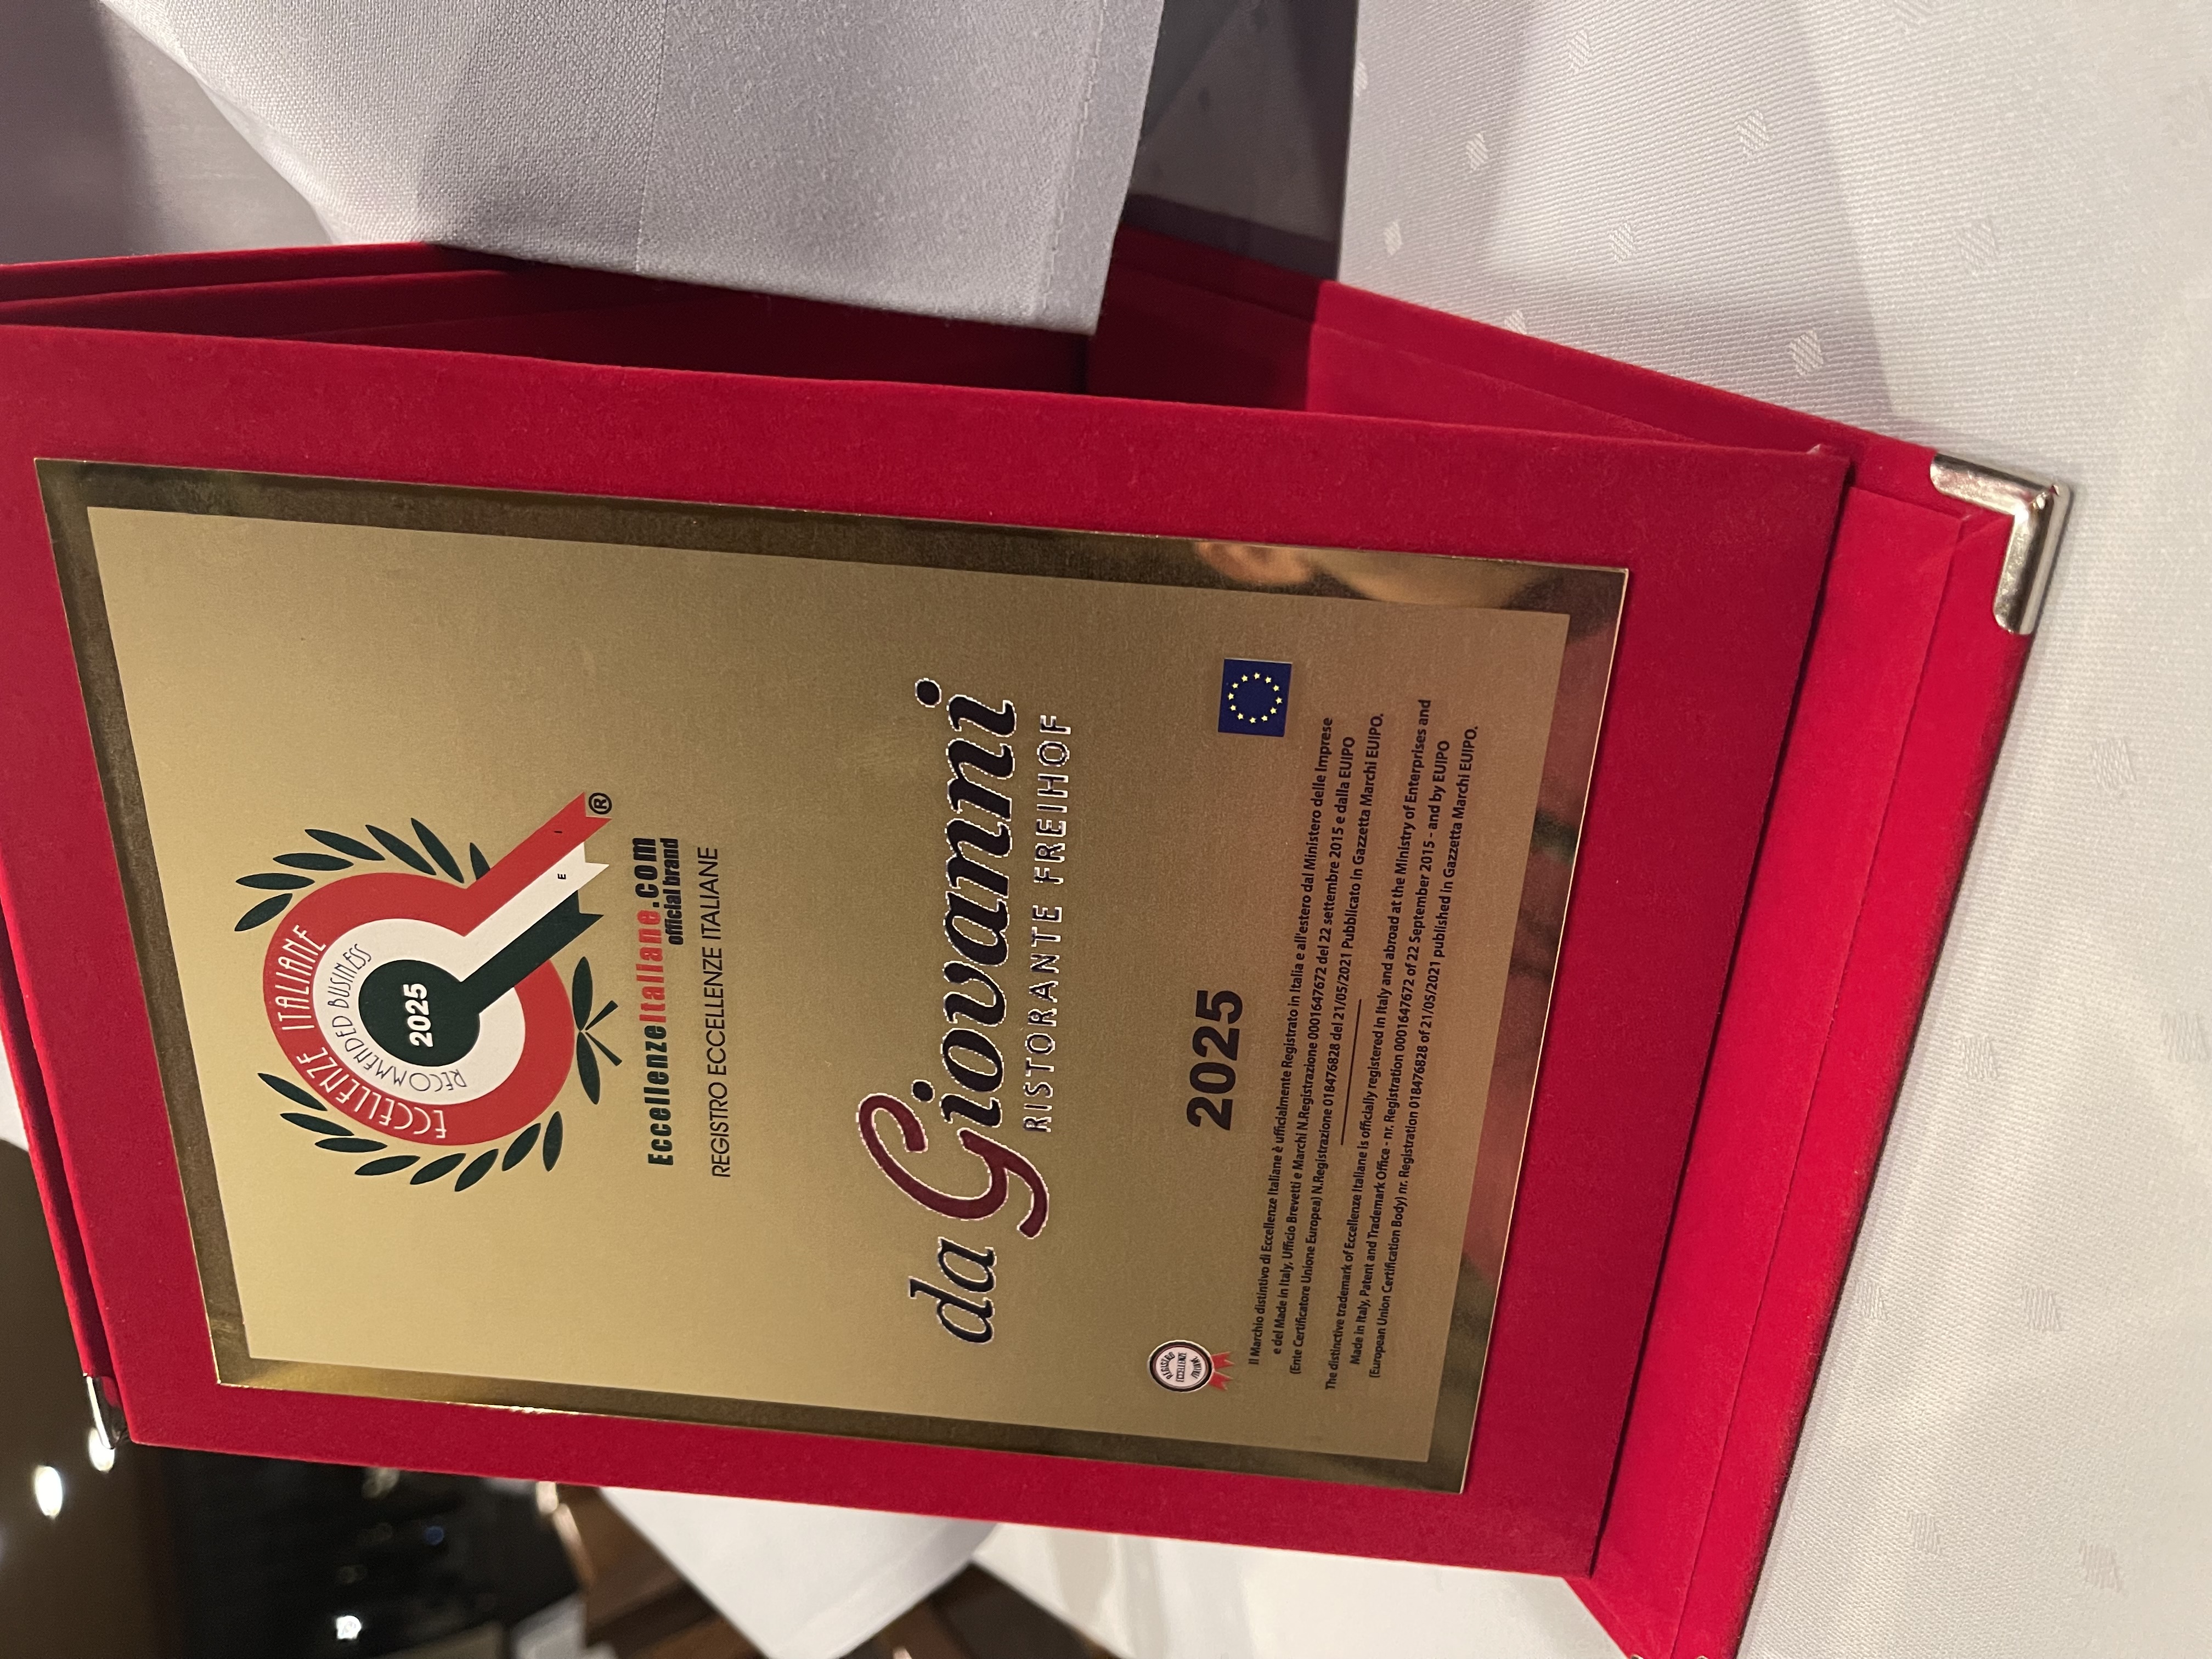 ECCELLENZE ITALIANE
RECOMMENDED BUSINESS
2025
I
E
®
Eccellenzeitaliane.com
official brand
REGISTRO ECCELLENZE ITALIANE
da Giovanni
RISTORANTE FREIHOF
REGISTRO
ECCELLENZE
ITALIANE
2025
Il Marchio distintivo di Eccellenze Italiane è ufficialmente Registrato in Italia e all'estero dal Ministero delle Imprese
e del Made in Italy, Ufficio Brevetti e Marchi N.Registrazione 0001647672 del 22 settembre 2015 e dalla EUIPO
(Ente Certificatore Unione Europea) N.Registrazione 018476828 del 21/05/2021 Pubblicato in Gazzetta Marchi EUIPO.
The distinctive trademark of Eccellenze Italiane is officially registered in Italy and abroad at the Ministry of Enterprises and
Made in Italy, Patent and Trademark Office - nr. Registration 0001647672 of 22 September 2015 - and by EUIPO
(European Union Certification Body) nr. Registration 018476828 of 21/05/2021 published in Gazzetta Marchi EUIPO.